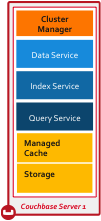 Cluster
Manager
Data Service
Index Service
Query Service
Managed
Cache
Storage
Couchbase Server 1